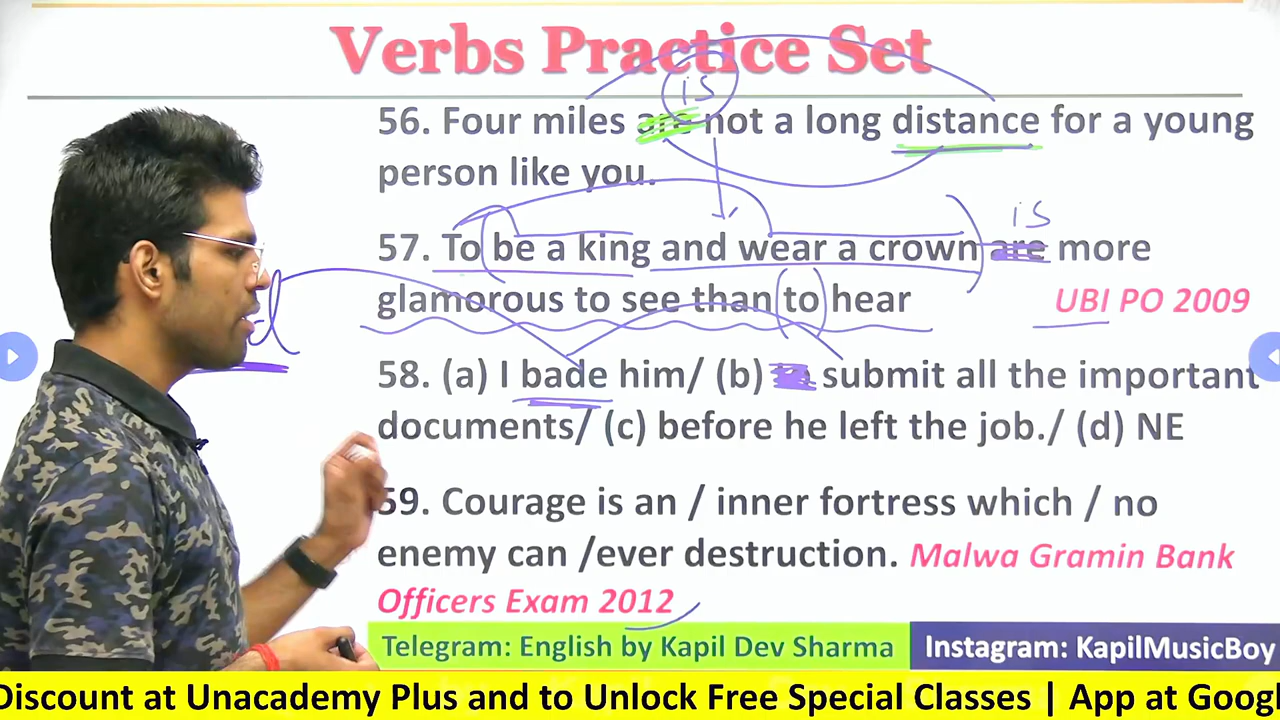 Verbs Practice Set
is
56. Four miles are not a long distance for a young
person like you.
is
57. To be a king and wear a crown are more
glamorous to see than to hear
UBI PO 2009
58. (a) I bade him/ (b) submit all the important
documents/ (c) before he left the job./ (d) NE
59. Courage is an / inner fortress which / no
enemy can /ever destruction. Malwa Gramin Bank
Officers Exam 2012
Telegram: English by Kapil Dev Sharma
Instagram: KapilMusicBoy
Discount at Unacademy Plus and to Unlock Free Special Classes | App at Googl